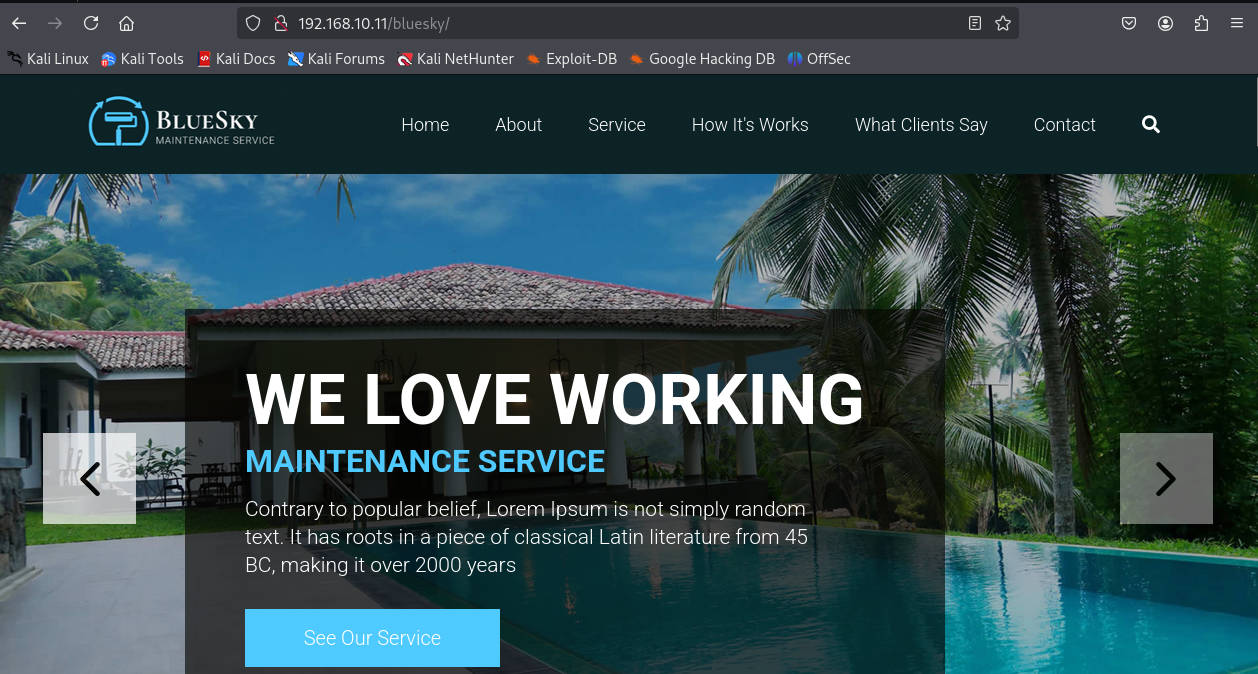 192.168.10.11/bluesky/
Kali Linux Kali Tools Kali Docs Kali Forums Kali NetHunter Exploit-DB Google Hacking DB OffSec
BLUESKY
MAINTENANCE SERVICE
Home About Service How It's Works What Clients Say Contact
WE LOVE WORKING
MAINTENANCE SERVICE
Contrary to popular belief, Lorem Ipsum is not simply random
text. It has roots in a piece of classical Latin literature from 45
BC, making it over 2000 years
See Our Service